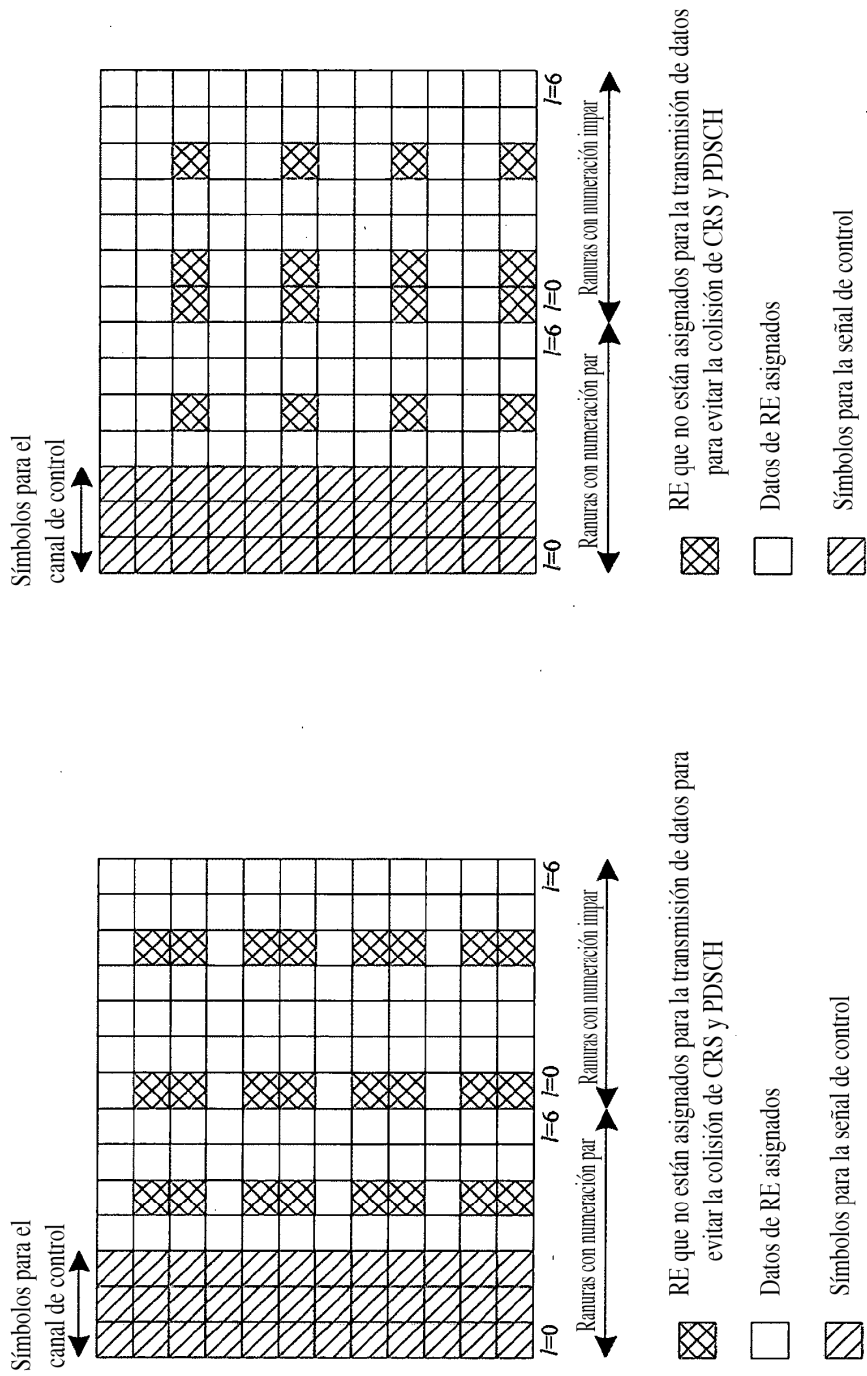 Símbolos para el
canal de control
l=0
l=6
l=0
l=6
Ranuras con numeración par
Ranuras con numeración impar
RE que no están asignados para la transmisión de datos para
evitar la colisión de CRS y PDSCH
Datos de RE asignados
Símbolos para la señal de control
Símbolos para el
canal de control
l=0
l=6
l=0
l=6
Ranuras con numeración par
Ranuras con numeración impar
RE que no están asignados para la transmisión de datos
para evitar la colisión de CRS y PDSCH
Datos de RE asignados
Símbolos para la señal de control